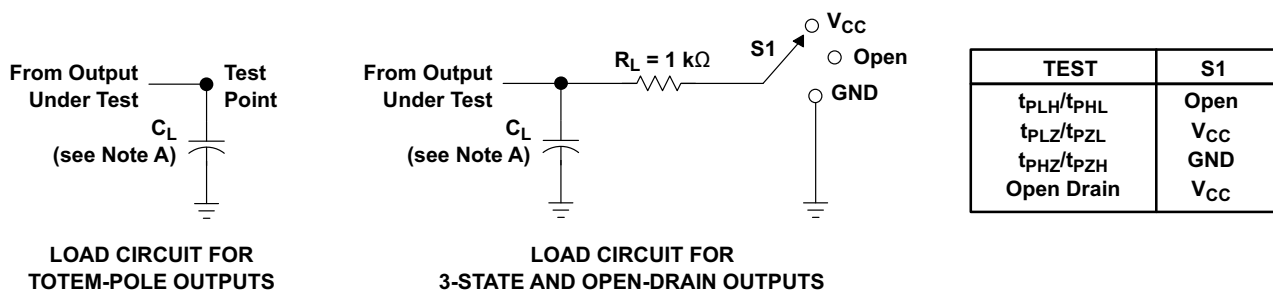 From Output
Under Test
Test
Point
C_L
(see Note A)
LOAD CIRCUIT FOR
TOTEM-POLE OUTPUTS
From Output
Under Test
C_L
(see Note A)
R_L = 1 kΩ
S1
V_CC
Open
GND
LOAD CIRCUIT FOR
3-STATE AND OPEN-DRAIN OUTPUTS
TEST S1
t_PLH/t_PHL Open
t_PLZ/t_PZL V_CC
t_PHZ/t_PZH GND
Open Drain V_CC